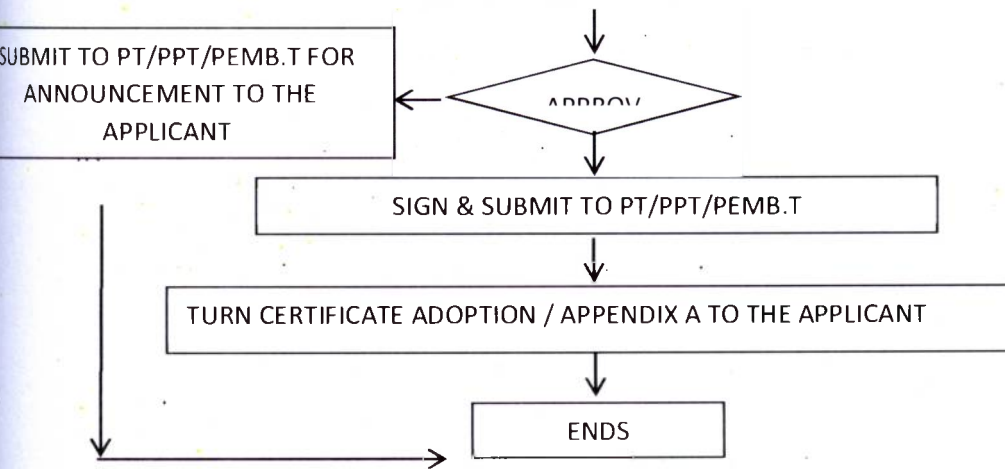 SUBMIT TO PT/PPT/PEMB.T FOR
ANNOUNCEMENT TO THE
APPLICANT
APPROV
SIGN & SUBMIT TO PT/PPT/PEMB.T
TURN CERTIFICATE ADOPTION / APPENDIX A TO THE APPLICANT
ENDS